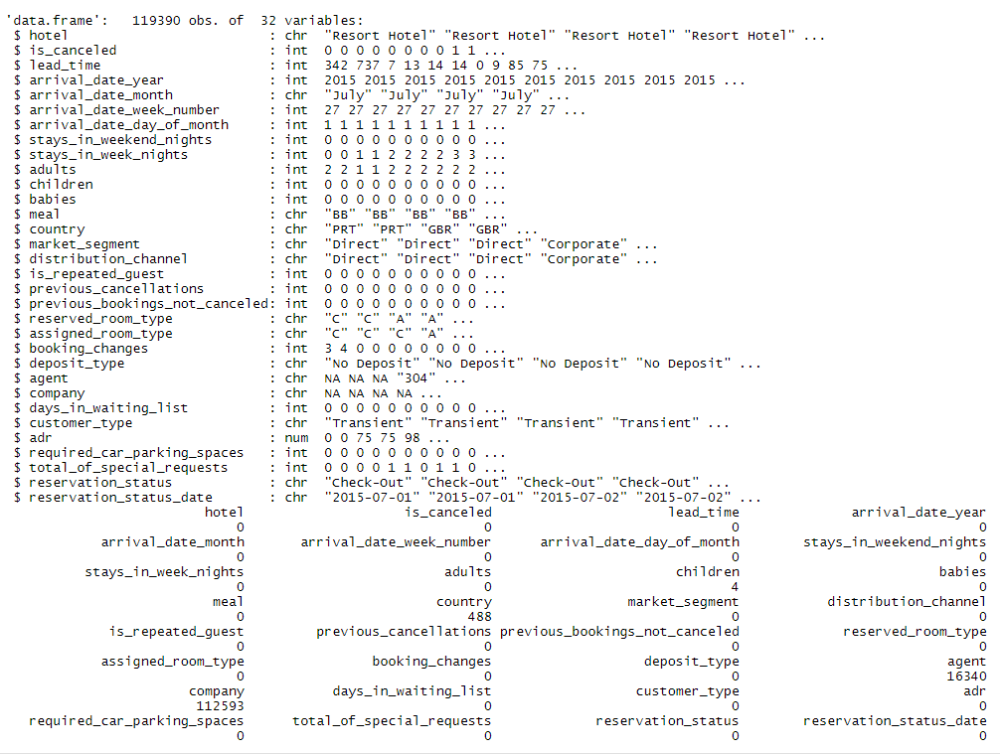 'data.frame':   119390 obs. of  32 variables:
 $ hotel                         : chr  "Resort Hotel" "Resort Hotel" "Resort Hotel" "Resort Hotel" ...
 $ is_canceled                   : int  0 0 0 0 0 0 0 0 1 1 ...
 $ lead_time                     : int  342 737 7 13 14 14 0 9 85 75 ...
 $ arrival_date_year             : int  2015 2015 2015 2015 2015 2015 2015 2015 2015 2015 ...
 $ arrival_date_month            : chr  "July" "July" "July" "July" ...
 $ arrival_date_week_number      : int  27 27 27 27 27 27 27 27 27 27 ...
 $ arrival_date_day_of_month     : int  1 1 1 1 1 1 1 1 1 1 ...
 $ stays_in_weekend_nights       : int  0 0 0 0 0 0 0 0 0 0 ...
 $ stays_in_week_nights          : int  0 0 1 1 2 2 2 2 3 3 ...
 $ adults                        : int  2 2 1 1 2 2 2 2 2 2 ...
 $ children                      : int  0 0 0 0 0 0 0 0 0 0 ...
 $ babies                        : int  0 0 0 0 0 0 0 0 0 0 ...
 $ meal                          : chr  "BB" "BB" "BB" "BB" ...
 $ country                       : chr  "PRT" "PRT" "GBR" "GBR" ...
 $ market_segment                : chr  "Direct" "Direct" "Direct" "Corporate" ...
 $ distribution_channel          : chr  "Direct" "Direct" "Direct" "Corporate" ...
 $ is_repeated_guest             : int  0 0 0 0 0 0 0 0 0 0 ...
 $ previous_cancellations        : int  0 0 0 0 0 0 0 0 0 0 ...
 $ previous_bookings_not_canceled: int  0 0 0 0 0 0 0 0 0 0 ...
 $ reserved_room_type            : chr  "C" "C" "A" "A" ...
 $ assigned_room_type            : chr  "C" "C" "C" "A" ...
 $ booking_changes               : int  3 4 0 0 0 0 0 0 0 0 ...
 $ deposit_type                  : chr  "No Deposit" "No Deposit" "No Deposit" "No Deposit" ...
 $ agent                         : chr  NA NA NA "304" ...
 $ company                       : chr  NA NA NA NA ...
 $ days_in_waiting_list          : int  0 0 0 0 0 0 0 0 0 0 ...
 $ customer_type                 : chr  "Transient" "Transient" "Transient" "Transient" ...
 $ adr                           : num  0 0 75 75 98 ...
 $ required_car_parking_spaces   : int  0 0 0 0 0 0 0 0 0 0 ...
 $ total_of_special_requests     : int  0 0 0 0 1 1 0 1 1 0 ...
 $ reservation_status            : chr  "Check-Out" "Check-Out" "Check-Out" "Check-Out" ...
 $ reservation_status_date       : chr  "2015-07-01" "2015-07-01" "2015-07-02" "2015-07-02" ...
hotel is_canceled lead_time arrival_date_year
0 0 0 0
arrival_date_month arrival_date_week_number arrival_date_day_of_month stays_in_weekend_nights
0 0 0 0
stays_in_week_nights adults children babies
0 0 4 0
meal country market_segment distribution_channel
0 488 0 0
is_repeated_guest previous_cancellations previous_bookings_not_canceled reserved_room_type
0 0 0 0
assigned_room_type booking_changes deposit_type agent
0 0 0 16340
company days_in_waiting_list customer_type adr
112593 0 0 0
required_car_parking_spaces total_of_special_requests reservation_status reservation_status_date
0 0 0 0